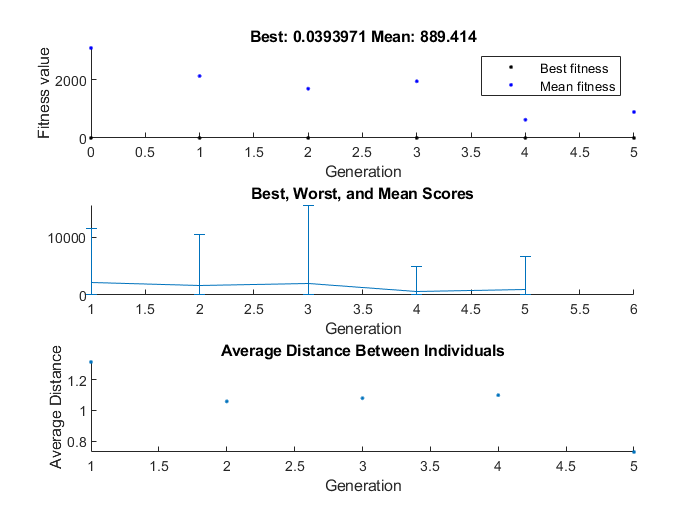 Best: 0.0393971 Mean: 889.414
Fitness value
2000
0
Best fitness
Mean fitness
0 0.5 1 1.5 2 2.5 3 3.5 4 4.5 5
Generation
Best, Worst, and Mean Scores
10000
0
1 1.5 2 2.5 3 3.5 4 4.5 5 5.5 6
Generation
Average Distance Between Individuals
Average Distance
1.2
1
0.8
1 1.5 2 2.5 3 3.5 4 4.5 5
Generation